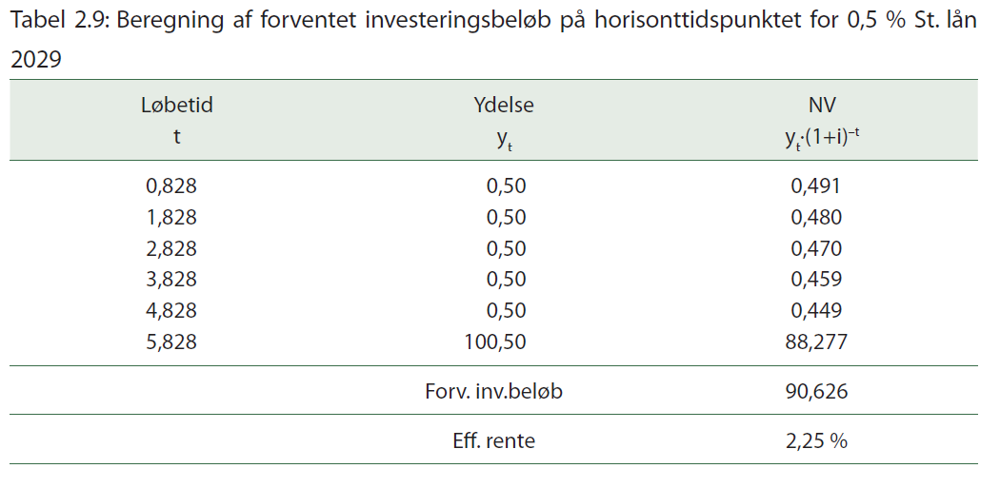 Tabel 2.9: Beregning af forventet investeringsbeløb på horisonttidspunktet for 0,5 % St. lån
2029
Løbetid Ydelse NV
t yₜ yₜ·(1+i)⁻ᵗ
0,828 0,50 0,491
1,828 0,50 0,480
2,828 0,50 0,470
3,828 0,50 0,459
4,828 0,50 0,449
5,828 100,50 88,277
Forv. inv.beløb 90,626
Eff. rente 2,25 %